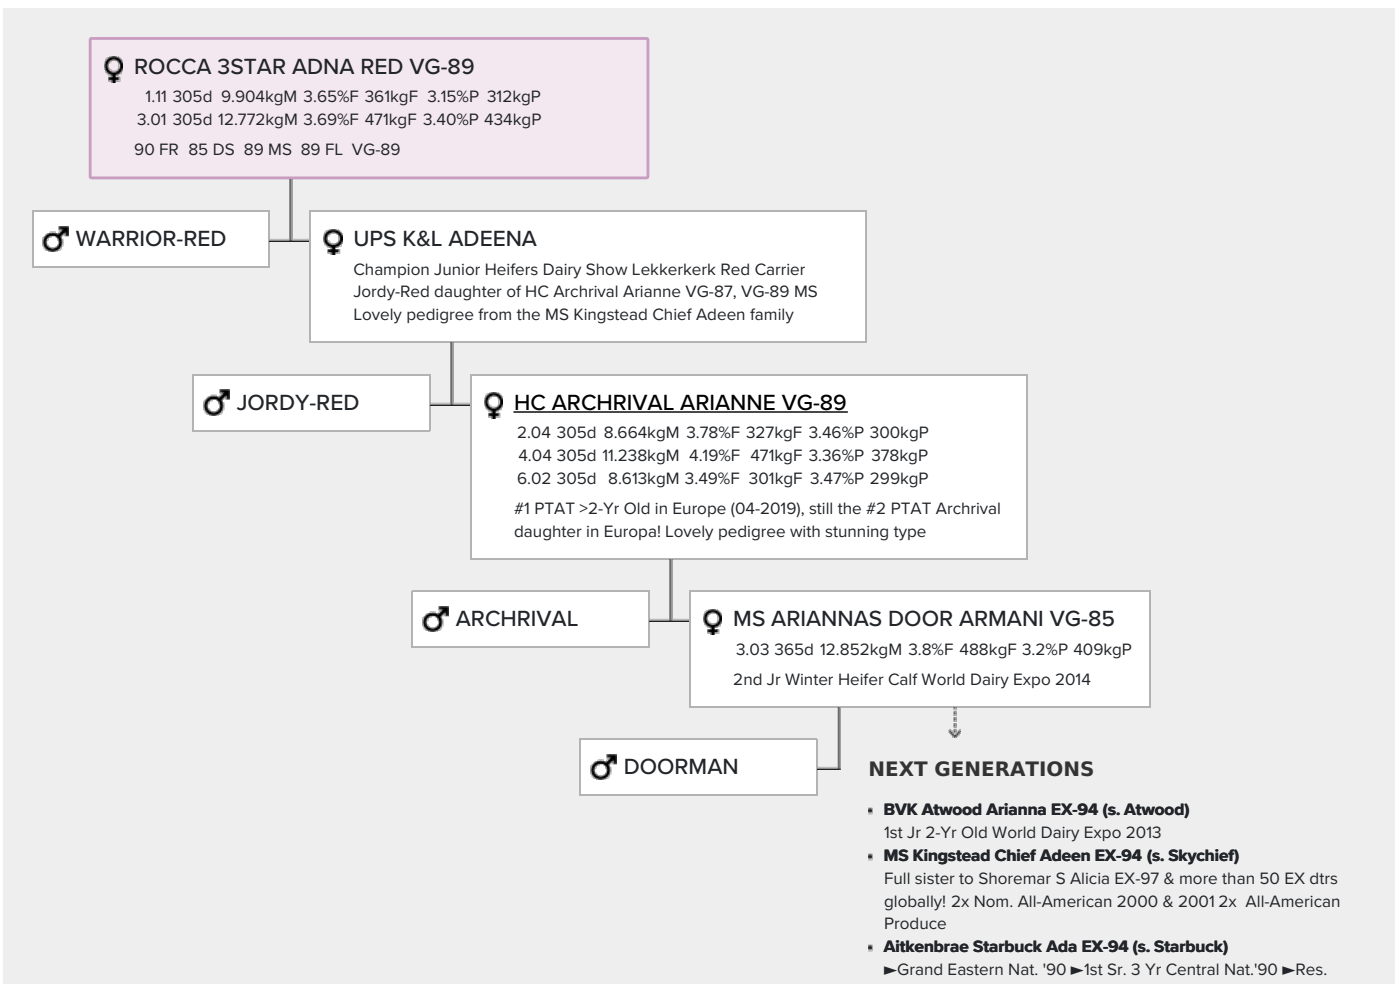 ROCCA 3STAR ADNA RED VG-89
1.11 305d 9.904kgM 3.65%F 361kgF 3.15%P 312kgP
3.01 305d 12.772kgM 3.69%F 471kgF 3.40%P 434kgP
90 FR 85 DS 89 MS 89 FL VG-89
WARRIOR-RED
UPS K&L ADEENA
Champion Junior Heifers Dairy Show Lekkerkerk Red Carrier
Jordy-Red daughter of HC Archrival Arianne VG-87, VG-89 MS
Lovely pedigree from the MS Kingstead Chief Adeen family
JORDY-RED
HC ARCHRIVAL ARIANNE VG-89
2.04 305d 8.664kgM 3.78%F 327kgF 3.46%P 300kgP
4.04 305d 11.238kgM 4.19%F 471kgF 3.36%P 378kgP
6.02 305d 8.613kgM 3.49%F 301kgF 3.47%P 299kgP
#1 PTAT >2-Yr Old in Europe (04-2019), still the #2 PTAT Archrival
daughter in Europa! Lovely pedigree with stunning type
ARCHRIVAL
MS ARIANNAS DOOR ARMANI VG-85
3.03 365d 12.852kgM 3.8%F 488kgF 3.2%P 409kgP
2nd Jr Winter Heifer Calf World Dairy Expo 2014
DOORMAN
NEXT GENERATIONS
▪ BVK Atwood Arianna EX-94 (s. Atwood)
1st Jr 2-Yr Old World Dairy Expo 2013
▪ MS Kingstead Chief Adeen EX-94 (s. Skychief)
Full sister to Shoremar S Alicia EX-97 & more than 50 EX dtrs
globally! 2x Nom. All-American 2000 & 2001 2x All-American
Produce
▪ Aitkenbrae Starbuck Ada EX-94 (s. Starbuck)
►Grand Eastern Nat. '90 ►1st Sr. 3 Yr Central Nat.'90 ►Res.